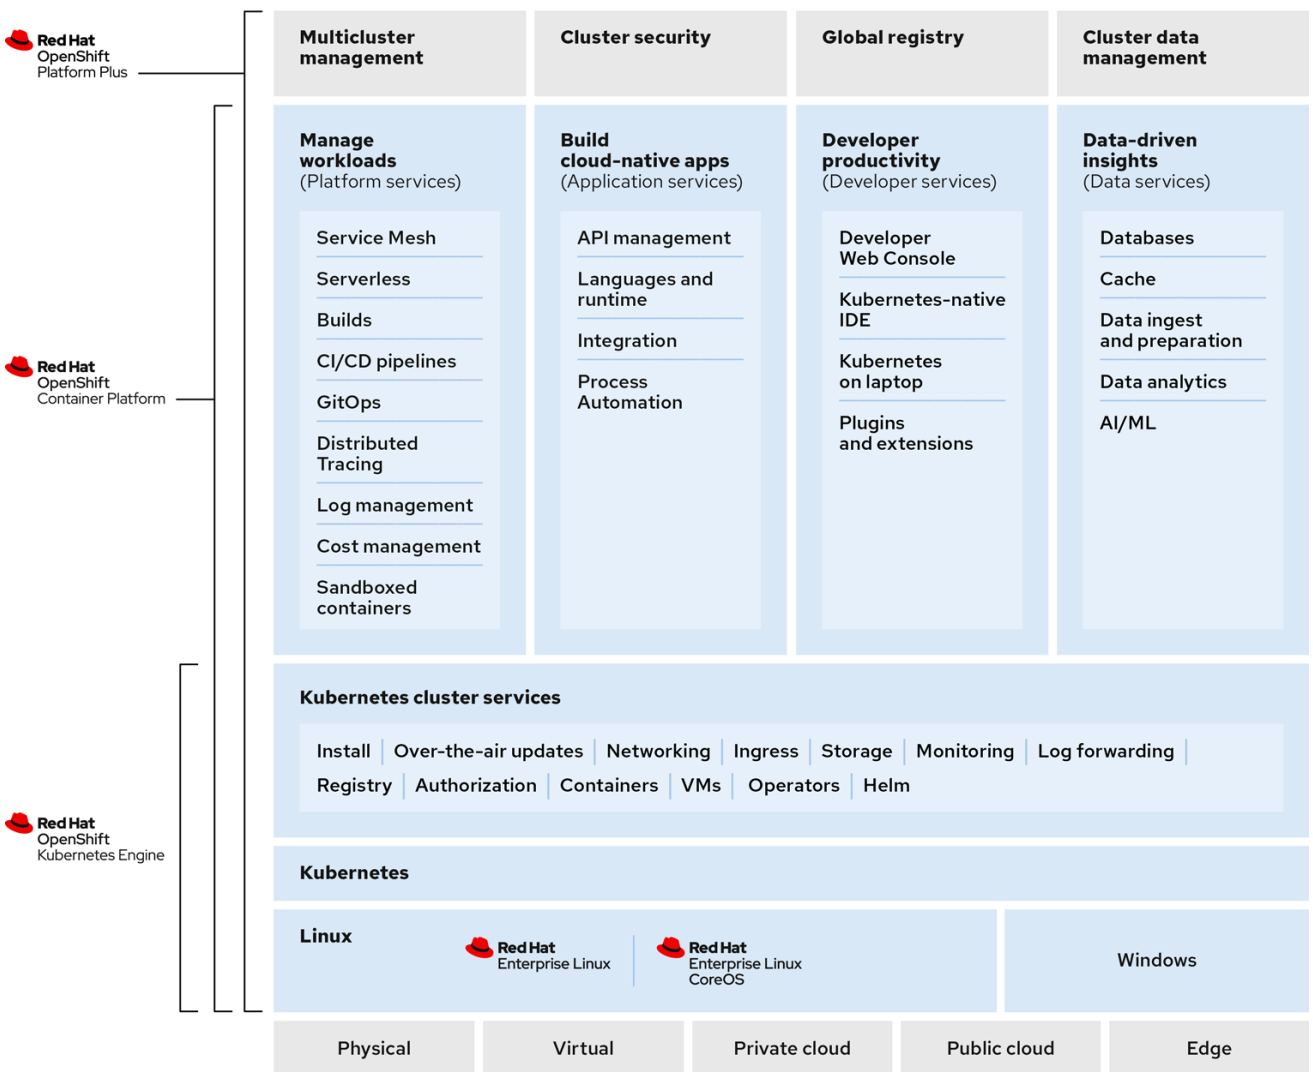 Red Hat
OpenShift
Platform Plus
Multicluster
management
Cluster security
Global registry
Cluster data
management
Red Hat
OpenShift
Container Platform
Manage
workloads
(Platform services)
Service Mesh
Serverless
Builds
CI/CD pipelines
GitOps
Distributed
Tracing
Log management
Cost management
Sandboxed
containers
Build
cloud-native apps
(Application services)
API management
Languages and
runtime
Integration
Process
Automation
Developer
productivity
(Developer services)
Developer
Web Console
Kubernetes-native
IDE
Kubernetes
on laptop
Plugins
and extensions
Data-driven
insights
(Data services)
Databases
Cache
Data ingest
and preparation
Data analytics
AI/ML
Red Hat
OpenShift
Kubernetes Engine
Kubernetes cluster services
Install | Over-the-air updates | Networking | Ingress | Storage | Monitoring | Log forwarding |
Registry | Authorization | Containers | VMs | Operators | Helm
Kubernetes
Linux
Red Hat
Enterprise Linux
Red Hat
Enterprise Linux
CoreOS
Windows
Physical
Virtual
Private cloud
Public cloud
Edge